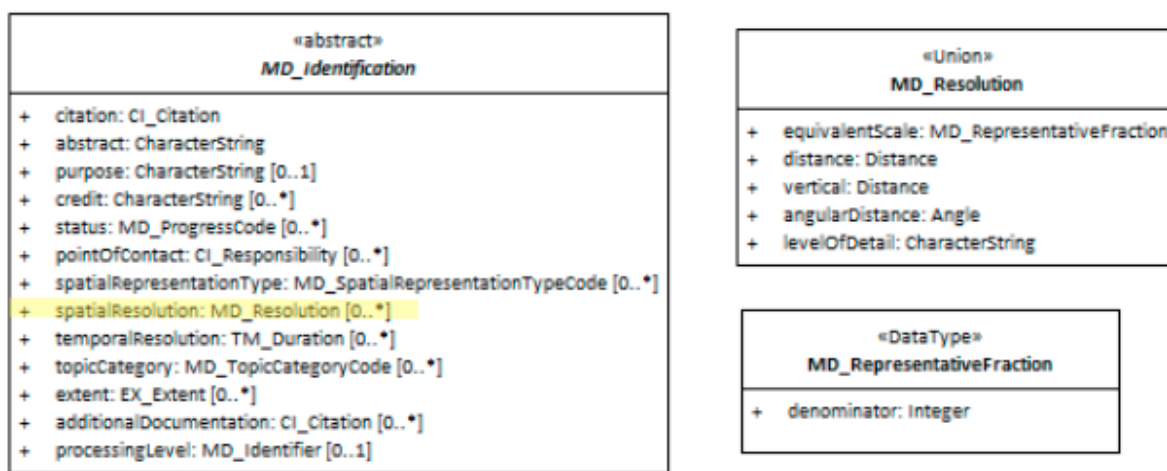 «abstract»
MD_Identification
+ citation: CI_Citation
+ abstract: CharacterString
+ purpose: CharacterString [0..1]
+ credit: CharacterString [0..*]
+ status: MD_ProgressCode [0..*]
+ pointOfContact: CI_Responsibility [0..*]
+ spatialRepresentationType: MD_SpatialRepresentationTypeCode [0..*]
+ spatialResolution: MD_Resolution [0..*]
+ temporalResolution: TM_Duration [0..*]
+ topicCategory: MD_TopicCategoryCode [0..*]
+ extent: EX_Extent [0..*]
+ additionalDocumentation: CI_Citation [0..*]
+ processingLevel: MD_Identifier [0..1]
«Union»
MD_Resolution
+ equivalentScale: MD_RepresentativeFraction
+ distance: Distance
+ vertical: Distance
+ angularDistance: Angle
+ levelOfDetail: CharacterString
«DataType»
MD_RepresentativeFraction
+ denominator: Integer